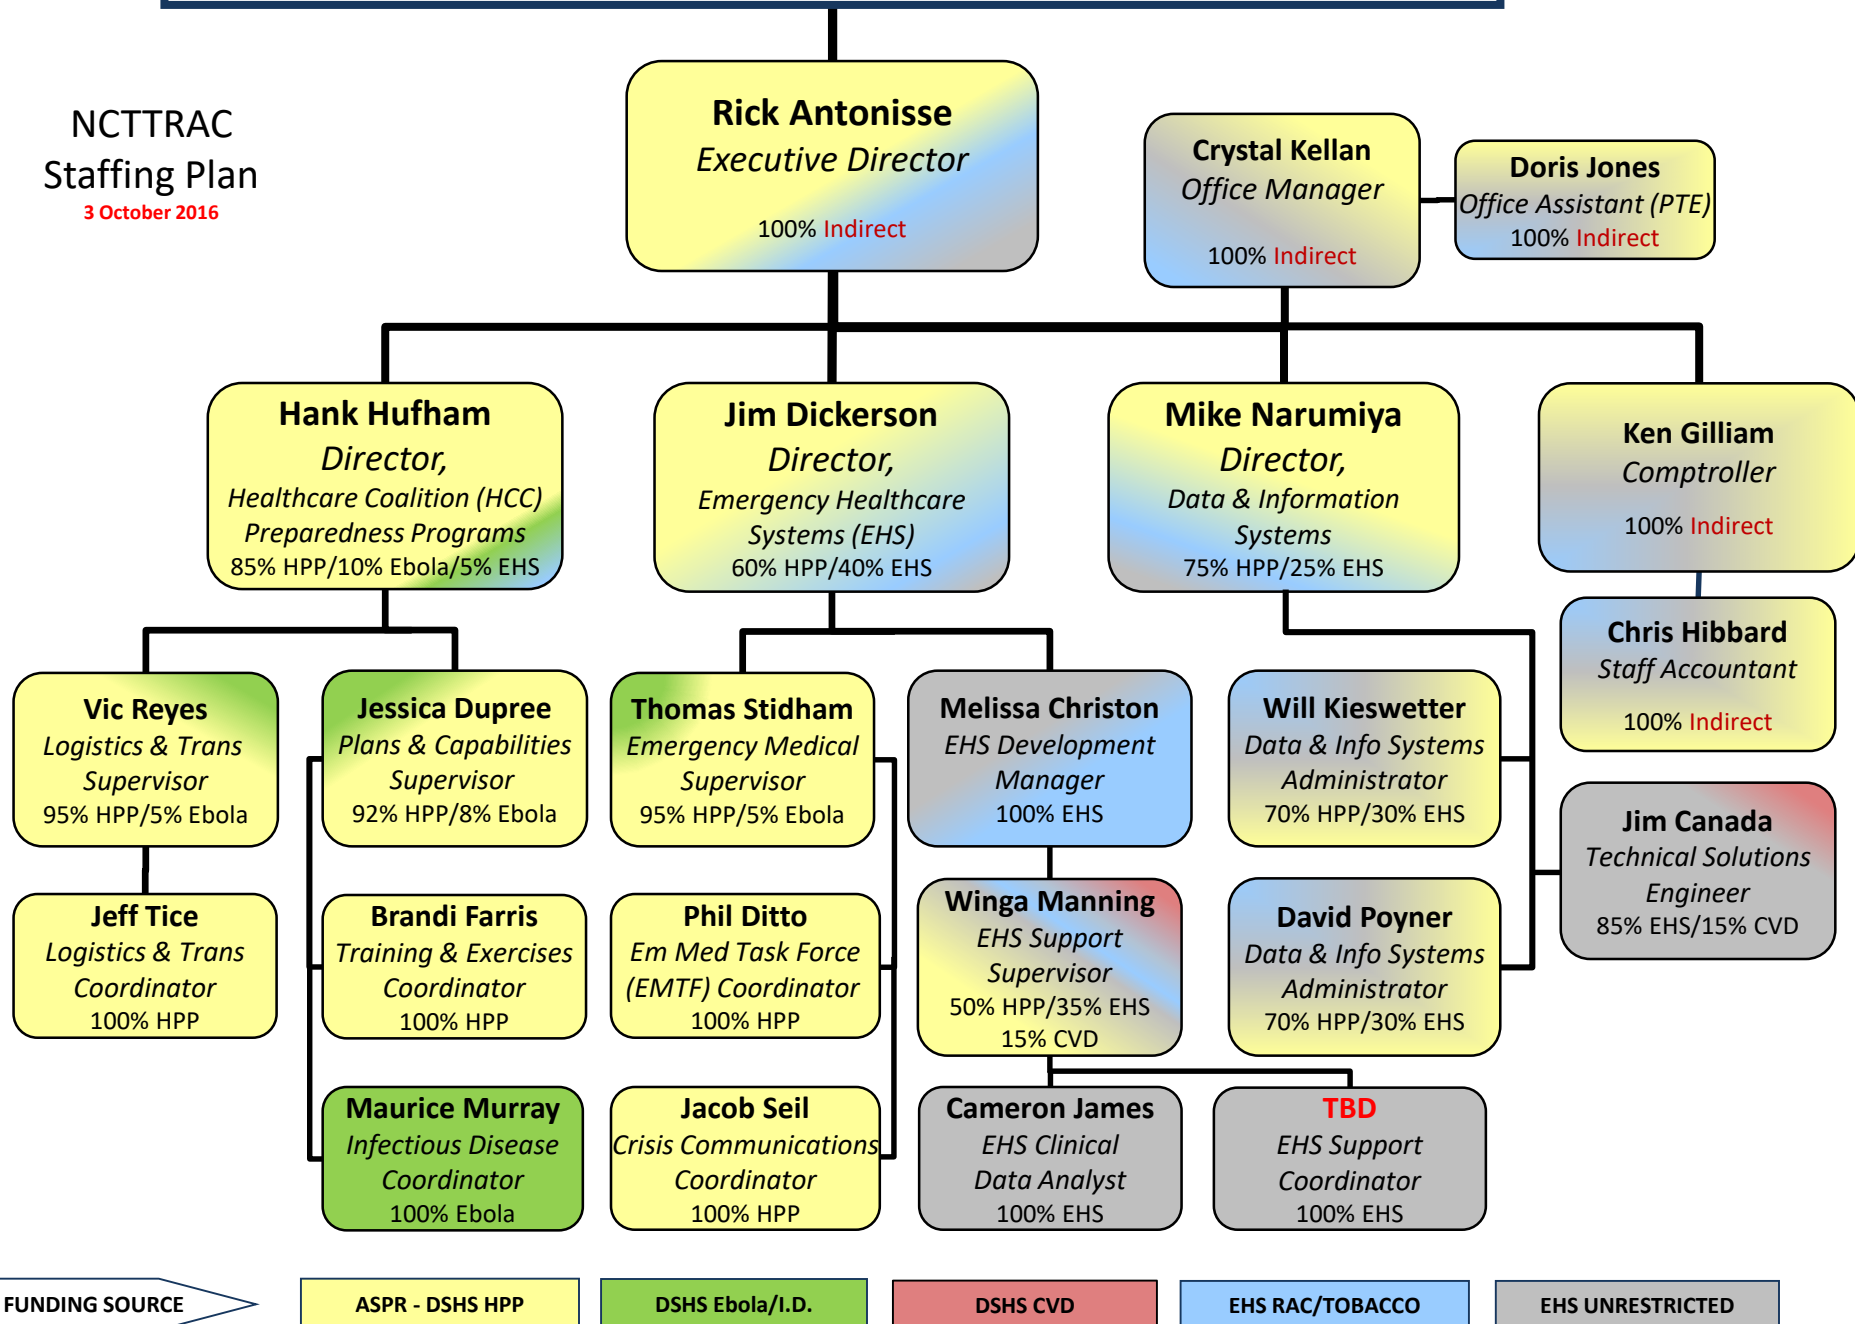 NCTTRAC
Staffing Plan
3 October 2016
Rick Antonisse
Executive Director
100% Indirect
Crystal Kellan
Office Manager
100% Indirect
Doris Jones
Office Assistant (PTE)
100% Indirect
Hank Hufham
Director,
Healthcare Coalition (HCC)
Preparedness Programs
85% HPP/10% Ebola/5% EHS
Jim Dickerson
Director,
Emergency Healthcare
Systems (EHS)
60% HPP/40% EHS
Mike Narumiya
Director,
Data & Information
Systems
75% HPP/25% EHS
Ken Gilliam
Comptroller
100% Indirect
Chris Hibbard
Staff Accountant
100% Indirect
Vic Reyes
Logistics & Trans
Supervisor
95% HPP/5% Ebola
Jessica Dupree
Plans & Capabilities
Supervisor
92% HPP/8% Ebola
Thomas Stidham
Emergency Medical
Supervisor
95% HPP/5% Ebola
Melissa Christon
EHS Development
Manager
100% EHS
Will Kieswetter
Data & Info Systems
Administrator
70% HPP/30% EHS
Jim Canada
Technical Solutions
Engineer
85% EHS/15% CVD
Jeff Tice
Logistics & Trans
Coordinator
100% HPP
Brandi Farris
Training & Exercises
Coordinator
100% HPP
Phil Ditto
Em Med Task Force
(EMTF) Coordinator
100% HPP
Winga Manning
EHS Support
Supervisor
50% HPP/35% EHS
15% CVD
David Poyner
Data & Info Systems
Administrator
70% HPP/30% EHS
Maurice Murray
Infectious Disease
Coordinator
100% Ebola
Jacob Seil
Crisis Communications
Coordinator
100% HPP
Cameron James
EHS Clinical
Data Analyst
100% EHS
TBD
EHS Support
Coordinator
100% EHS
FUNDING SOURCE
ASPR - DSHS HPP
DSHS Ebola/I.D.
DSHS CVD
EHS RAC/TOBACCO
EHS UNRESTRICTED